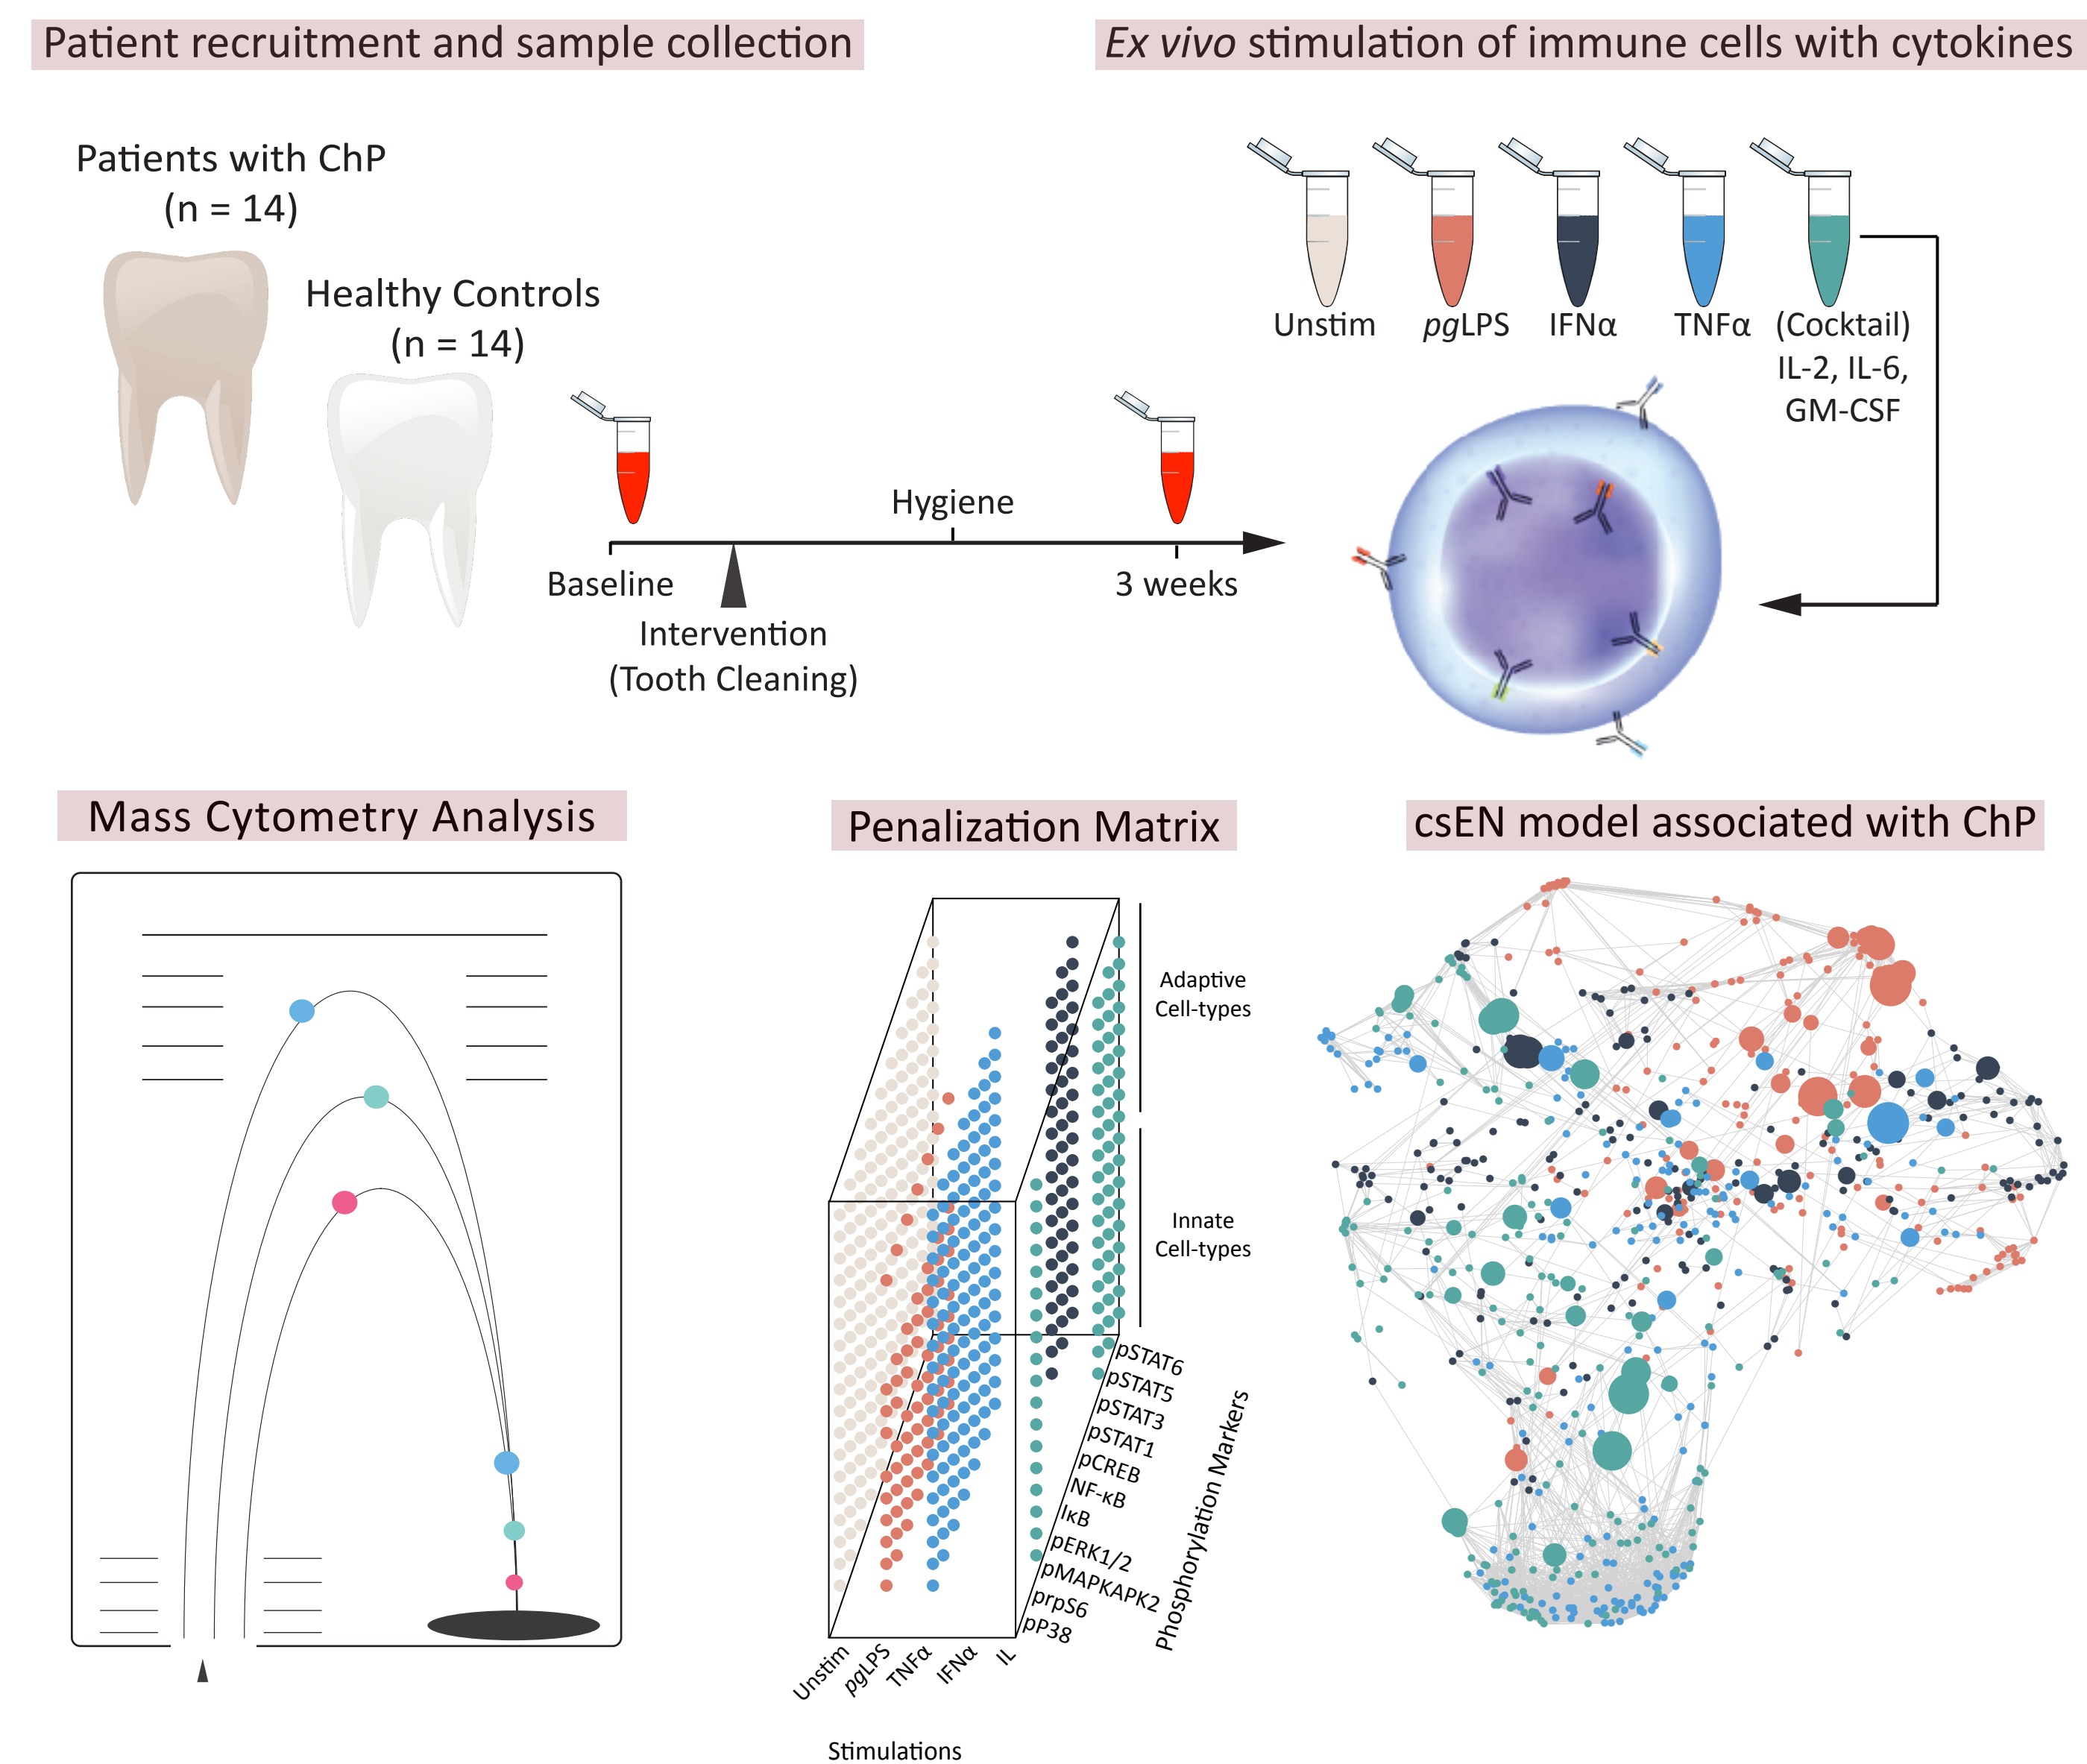 Patient recruitment and sample collection
Ex vivo stimulation of immune cells with cytokines
Patients with ChP
(n = 14)
Healthy Controls
(n = 14)
Hygiene
Baseline
3 weeks
Intervention
(Tooth Cleaning)
Unstim
pgLPS
IFNα
TNFα
(Cocktail)
IL-2, IL-6,
GM-CSF
Mass Cytometry Analysis
Penalization Matrix
csEN model associated with ChP
Adaptive
Cell-types
Innate
Cell-types
pSTAT6
pSTAT5
pSTAT3
pSTAT1
pCREB
NF-κB
IκB
pERK1/2
pMAPKAPK2
prpS6
pP38
Phosphorylation Markers
Unstim
pgLPS
TNFα
IFNα
IL
Stimulations